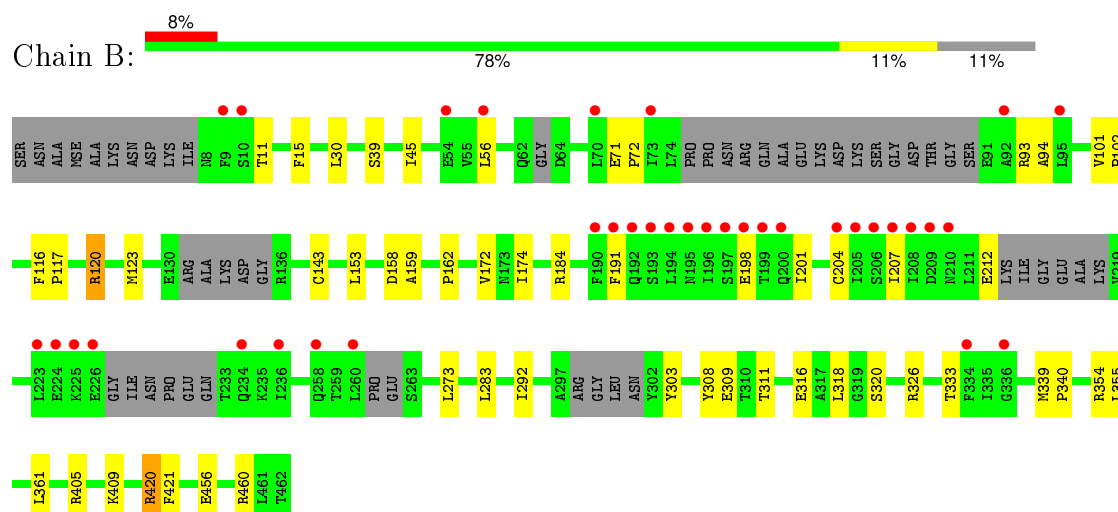 8%
Chain B:
78% 11% 11%
SER ASN ALA MSE ALA LYS ASN ASP LYS ILE N8 F9 S10 T11 F15 L30 S39 I45 E54 V55 L56 Q62 GLY D64 L70 E71 P72 I73 L74 PRO PRO ASN ARG GLN ALA GLU LYS ASP LYS SER GLY ASP THR GLY SER E91 A92 R93 A94 L95 V101 P102
F116 P117 R120 M123 E130 ARG ALA LYS ASP GLY R136 C143 L153 D158 A159 P162 V172 N173 I174 R184 F190 F191 Q192 S193 L194 N195 I196 S197 E198 T199 Q200 I201 C204 I205 S206 I207 I208 D209 N210 L211 E212 LYS ILE GLY GLU ALA LYS V219
L223 E224 K225 E226 GLY ILE ASN PRO GLU GLN T233 Q234 K235 I236 Q258 T259 L260 PRO GLU S263 L273 L283 I292 A297 ARG GLY LEU ASN Y302 Y303 Y308 E309 T310 T311 E316 A317 L318 G319 S320 R326 T333 F334 I335 G336 M339 P340 R354 L355
L361 R405 K409 R420 F421 E456 R460 L461 T462